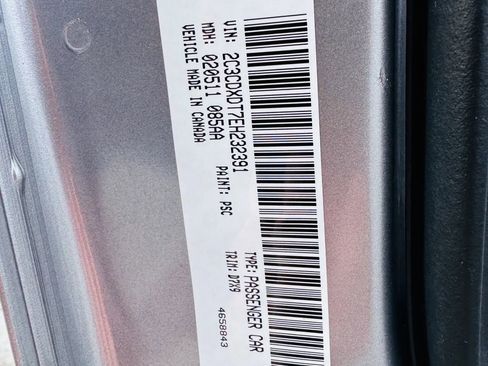 VIN: 2C3CDXDT7EH232391 TYPE: PASSENGER CAR
MDH: 020511 085AA PAINT: PSC TRIM: D7X9
VEHICLE MADE IN CANADA 4658843